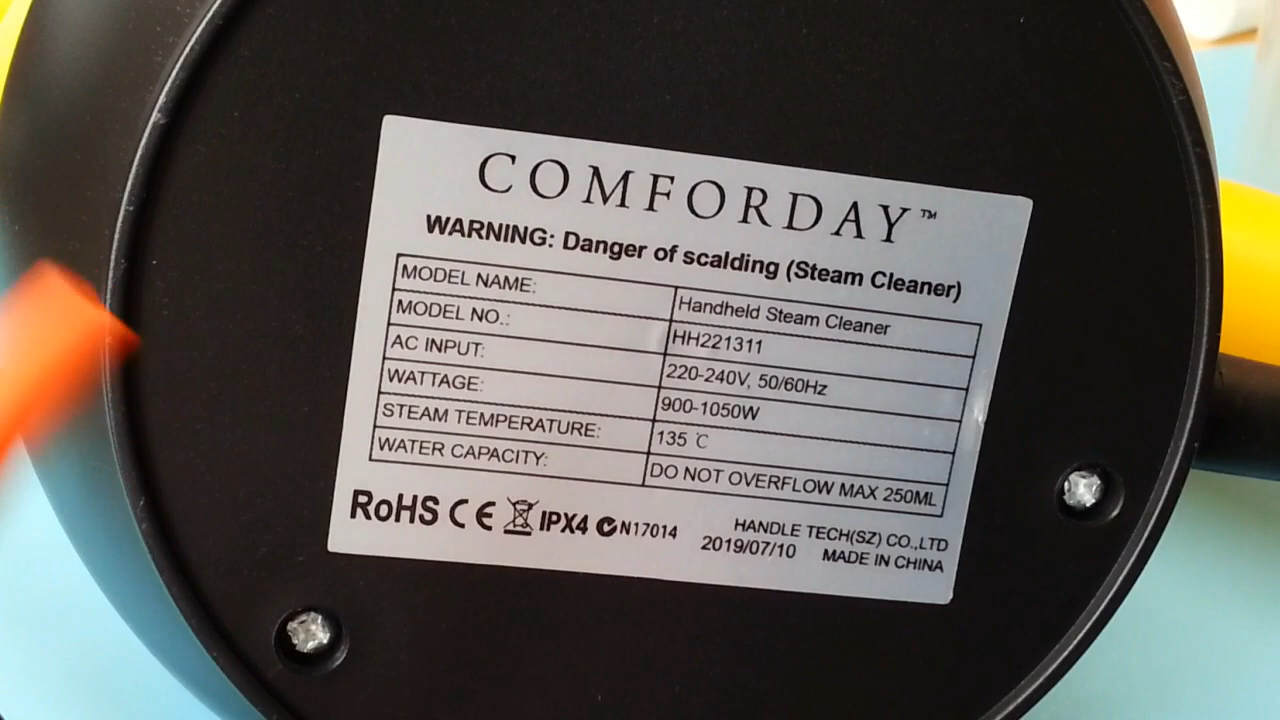 COMFORDAY™
WARNING: Danger of scalding (Steam Cleaner)
MODEL NAME: Handheld Steam Cleaner
MODEL NO.: HH221311
AC INPUT: 220-240V, 50/60Hz
WATTAGE: 900-1050W
STEAM TEMPERATURE: 135 ℃
WATER CAPACITY: DO NOT OVERFLOW MAX 250ML
RoHS CE IPX4 N17014 HANDLE TECH(SZ) CO.,LTD
2019/07/10 MADE IN CHINA